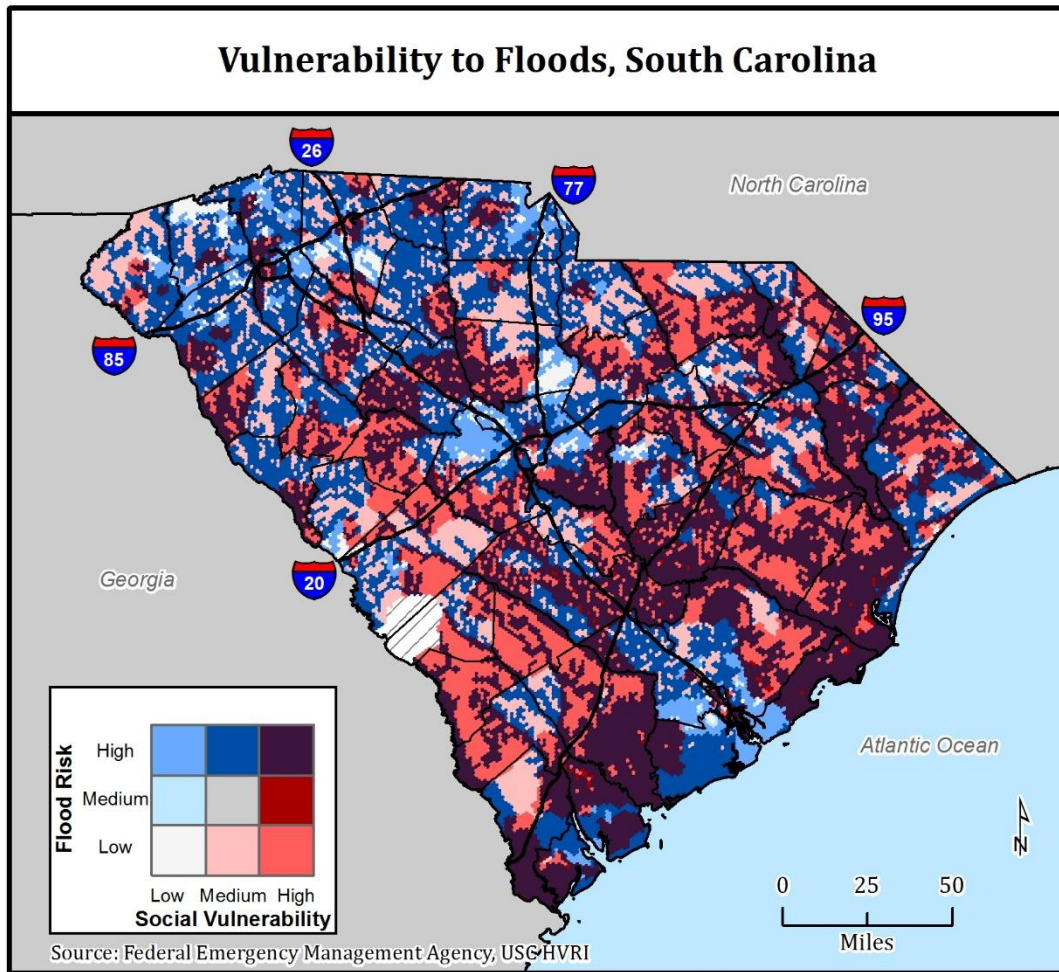 Vulnerability to Floods, South Carolina
26
77
North Carolina
95
85
20
Georgia
Atlantic Ocean
Flood Risk
High
Medium
Low
Low Medium High
Social Vulnerability
N
0 25 50
Miles
Source: Federal Emergency Management Agency, USC HVRI